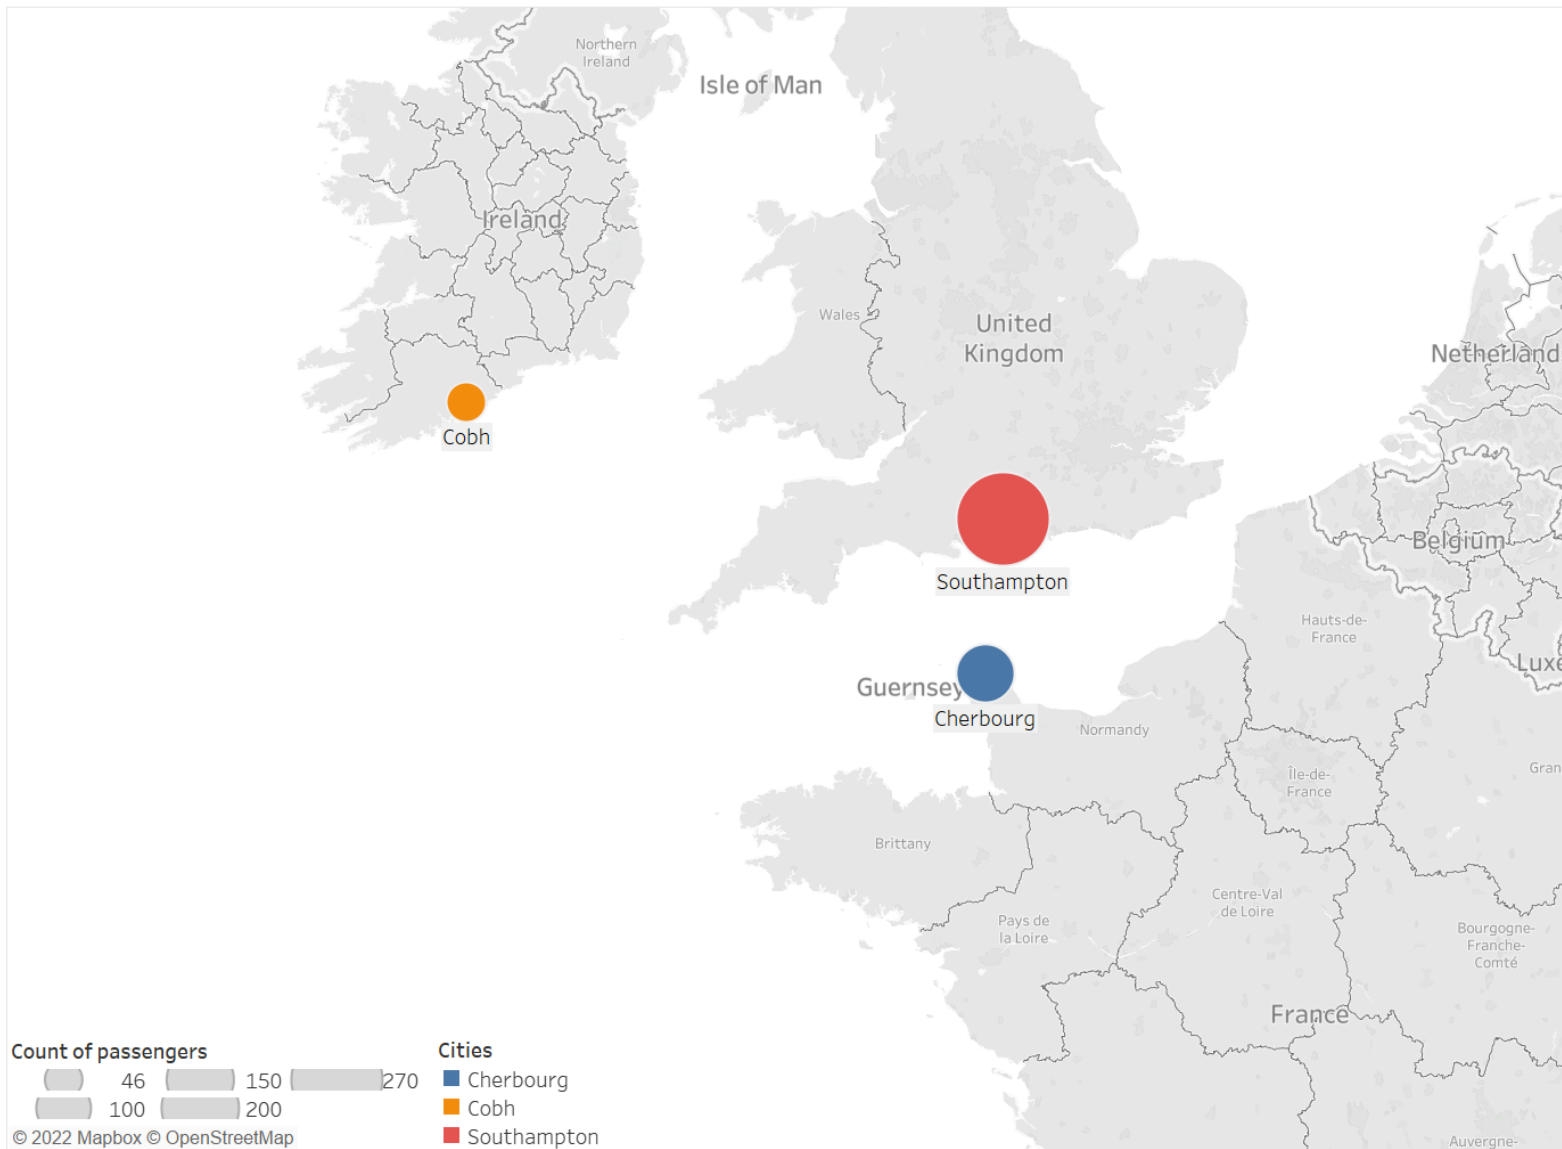 Northern
Ireland
Isle of Man
Ireland
Wales
United
Kingdom
Netherland
Cobh
Belgium
Southampton
Hauts-de-
France
Luxe
Guernsey
Cherbourg
Normandy
Île-de-
France
Gran
Brittany
Centre-Val
de Loire
Pays de
la Loire
Bourgogne-
Franche-
Comté
France
Auvergne-
Count of passengers
46 150 270
100 200
Cities
Cherbourg
Cobh
Southampton
© 2022 Mapbox © OpenStreetMap